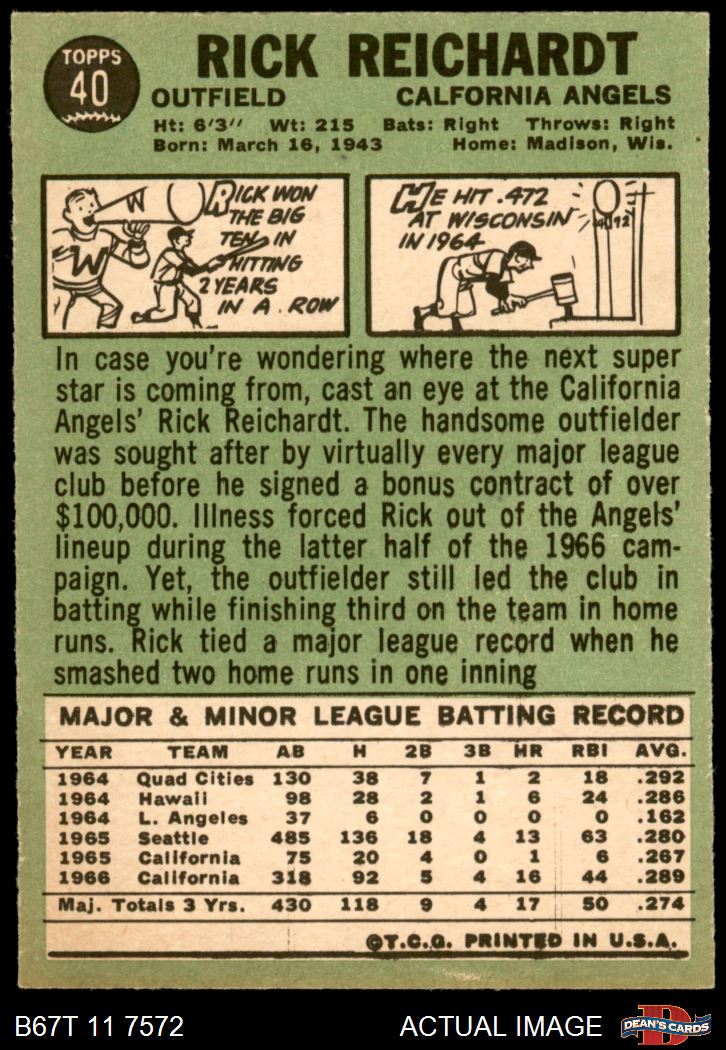 TOPPS
40
RICK REICHARDT
OUTFIELD CALFORNIA ANGELS
Ht: 6'3" Wt: 215 Bats: Right Throws: Right
Born: March 16, 1943 Home: Madison, Wis.
W
W
RICK WON
THE BIG
TEN IN
HITTING
2 YEARS
IN A ROW
HE HIT .472
AT WISCONSIN
IN 1964
In case you're wondering where the next super
star is coming from, cast an eye at the California
Angels' Rick Reichardt. The handsome outfielder
was sought after by virtually every major league
club before he signed a bonus contract of over
$100,000. Illness forced Rick out of the Angels'
lineup during the latter half of the 1966 cam-
paign. Yet, the outfielder still led the club in
batting while finishing third on the team in home
runs. Rick tied a major league record when he
smashed two home runs in one inning
MAJOR & MINOR LEAGUE BATTING RECORD
YEAR TEAM AB H 2B 3B HR RBI AVG.
1964 Quad Cities 130 38 7 1 2 18 .292
1964 Hawaii 98 28 2 1 6 24 .286
1964 L. Angeles 37 6 0 0 0 0 .162
1965 Seattle 485 136 18 4 13 63 .280
1965 California 75 20 4 0 1 6 .267
1966 California 318 92 5 4 16 44 .289
Maj. Totals 3 Yrs. 430 118 9 4 17 50 .274
©T.C.G. PRINTED IN U.S.A.
B67T 11 7572 ACTUAL IMAGE
D
DEAN'S CARDS